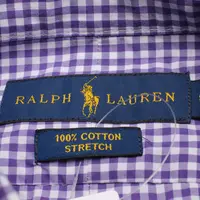 RALPH LAUREN
100% COTTON
STRETCH